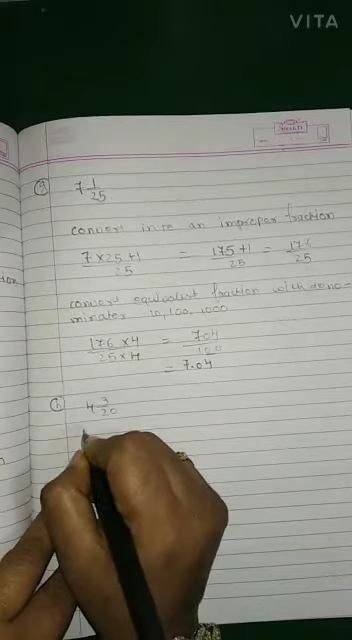 VITA
(g) 7 1/25
convert into an improper fraction
7×25+1/25 = 175+1/25 = 176/25
convert equivalent fraction with deno-
minater 10,100,1000
176×4/25×4 = 704/100
= 7.04
(h) 4 3/20